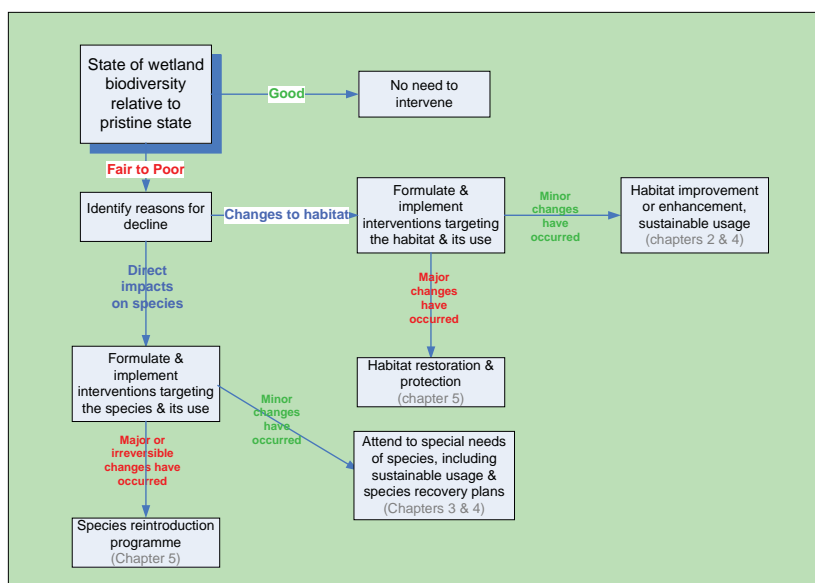 State of wetland
biodiversity
relative to
pristine state
Good
No need to
intervene
Fair to Poor
Identify reasons for
decline
Changes to habitat
Formulate &
implement
interventions targeting
the habitat & its use
Minor
changes
have
occurred
Habitat improvement
or enhancement,
sustainable usage
(chapters 2 & 4)
Direct
impacts
on species
Major
changes
have
occurred
Habitat restoration &
protection
(chapter 5)
Formulate &
implement
interventions targeting
the species & its use
Minor
changes
have
occurred
Attend to special needs
of species, including
sustainable usage &
species recovery plans
(Chapters 3 & 4)
Major or
irreversible
changes have
occurred
Species reintroduction
programme
(Chapter 5)